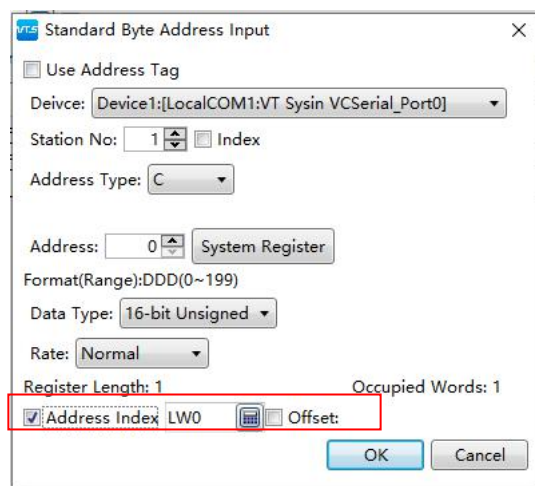 VT5 Standard Byte Address Input
Use Address Tag
Deivce: Device1:[LocalCOM1:VT Sysin VCSerial_Port0]
Station No: 1 Index
Address Type: C
Address: 0 System Register
Format(Range):DDD(0~199)
Data Type: 16-bit Unsigned
Rate: Normal
Register Length: 1 Occupied Words: 1
Address Index LW0 Offset:
OK Cancel